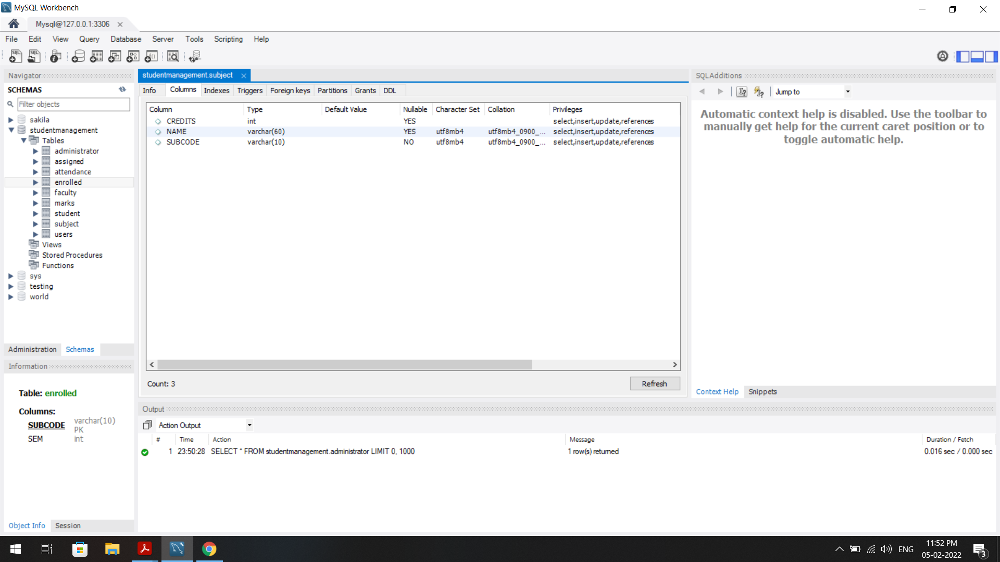 MySQL Workbench
Mysql@127.0.0.1:3306
File Edit View Query Database Server Tools Scripting Help
Navigator
SCHEMAS
Filter objects
sakila
studentmanagement
Tables
administrator
assigned
attendance
enrolled
faculty
marks
student
subject
users
Views
Stored Procedures
Functions
sys
testing
world
Administration Schemas
Information
Table: enrolled
Columns:
SUBCODE varchar(10)
PK
SEM int
Object Info Session
studentmanagement.subject
Info Columns Indexes Triggers Foreign keys Partitions Grants DDL
Column Type Default Value Nullable Character Set Collation Privileges
CREDITS int YES select,insert,update,references
NAME varchar(60) YES utf8mb4 utf8mb4_0900_... select,insert,update,references
SUBCODE varchar(10) NO utf8mb4 utf8mb4_0900_... select,insert,update,references
Count: 3
Refresh
SQLAdditions
Jump to
Automatic context help is disabled. Use the toolbar to
manually get help for the current caret position or to
toggle automatic help.
Context Help Snippets
Output
Action Output
# Time Action Message Duration / Fetch
1 23:50:28 SELECT * FROM studentmanagement.administrator LIMIT 0, 1000 1 row(s) returned 0.016 sec / 0.000 sec
ENG
11:52 PM
05-02-2022
3